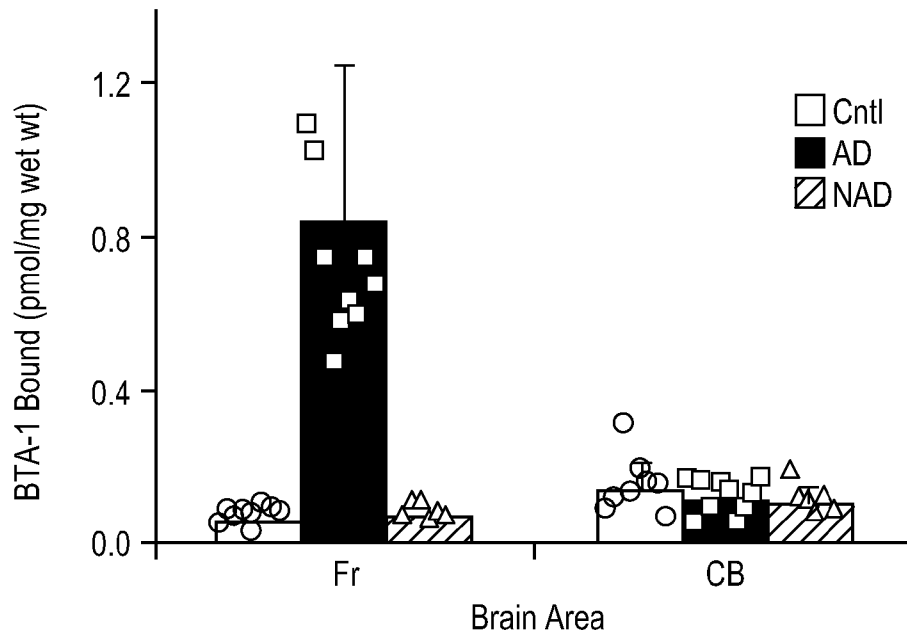 BTA-1 Bound (pmol/mg wet wt)
1.2
0.8
0.4
0.0
Cntl
AD
NAD
Fr
CB
Brain Area